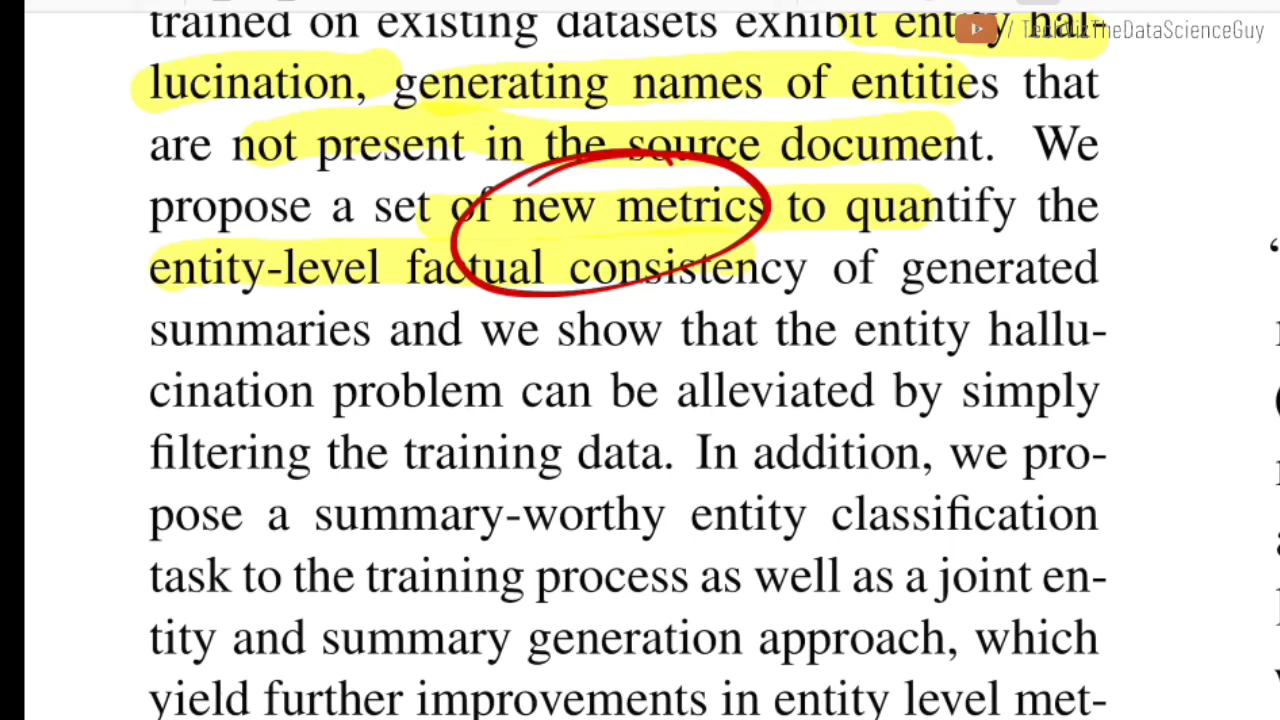 trained on existing datasets exhibit entity hal-
/ TechVizTheDataScienceGuy
lucination, generating names of entities that
are not present in the source document. We
propose a set of new metrics to quantify the
entity-level factual consistency of generated
summaries and we show that the entity hallu-
cination problem can be alleviated by simply
filtering the training data. In addition, we pro-
pose a summary-worthy entity classification
task to the training process as well as a joint en-
tity and summary generation approach, which
yield further improvements in entity level met-